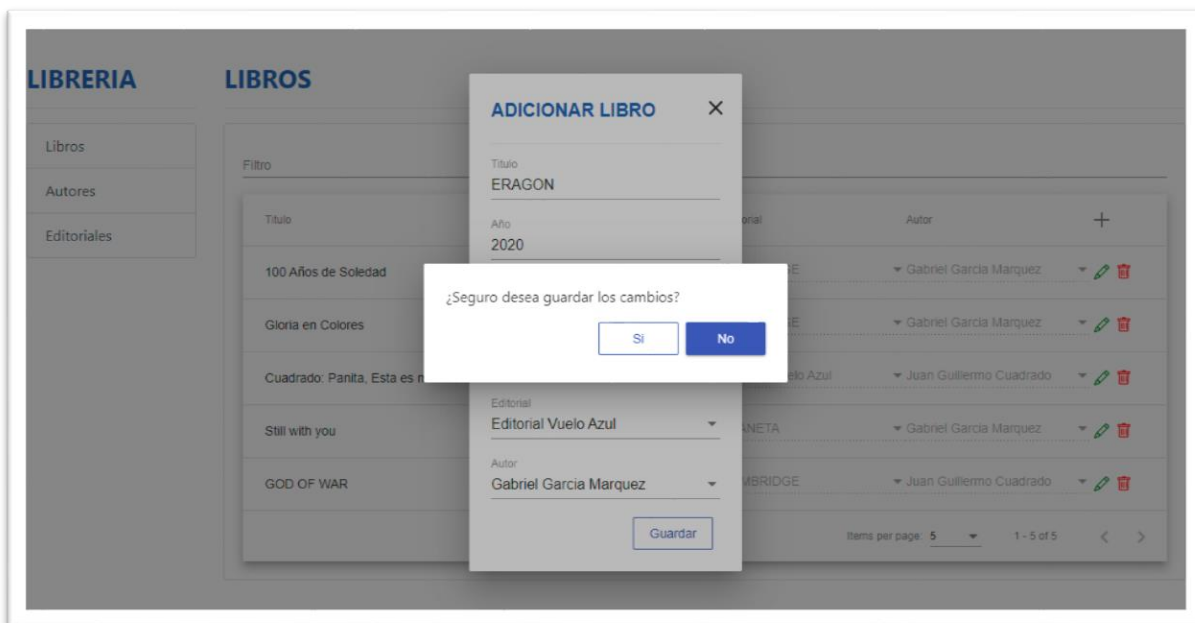 LIBRERIA
LIBROS
Libros
Autores
Editoriales
Filtro
Titulo
Autor
100 Años de Soledad
Gabriel Garcia Marquez
Gloria en Colores
Gabriel Garcia Marquez
Cuadrado: Panita, Esta es
Azul
Juan Guillermo Cuadrado
Still with you
Gabriel Garcia Marquez
GOD OF WAR
Juan Guillermo Cuadrado
Items per page: 5
1 - 5 of 5
ADICIONAR LIBRO
Titulo
ERAGON
Año
2020
¿Seguro desea guardar los cambios?
Si
No
Editorial
Editorial Vuelo Azul
Autor
Gabriel Garcia Marquez
Guardar